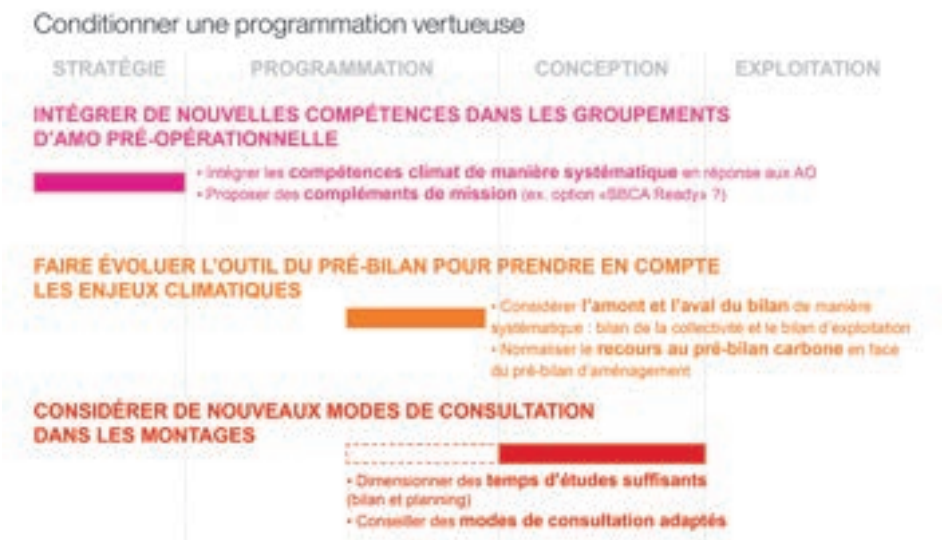 Conditionner une programmation vertueuse
STRATÉGIE PROGRAMMATION CONCEPTION EXPLOITATION
INTÉGRER DE NOUVELLES COMPÉTENCES DANS LES GROUPEMENTS
D'AMO PRÉ-OPÉRATIONNELLE
• Intégrer les compétences climat de manière systématique en réponse aux AO
• Proposer des compléments de mission (ex. option «SBCA Ready» ?)
FAIRE ÉVOLUER L'OUTIL DU PRÉ-BILAN POUR PRENDRE EN COMPTE
LES ENJEUX CLIMATIQUES
• Considérer l'amont et l'aval du bilan de manière
systématique : bilan de la collectivité et le bilan d'exploitation
• Normaliser le recours au pré-bilan carbone en face
du pré-bilan d'aménagement
CONSIDÉRER DE NOUVEAUX MODES DE CONSULTATION
DANS LES MONTAGES
• Dimensionner des temps d'études suffisants
(bilan et planning)
• Conseiller des modes de consultation adaptés